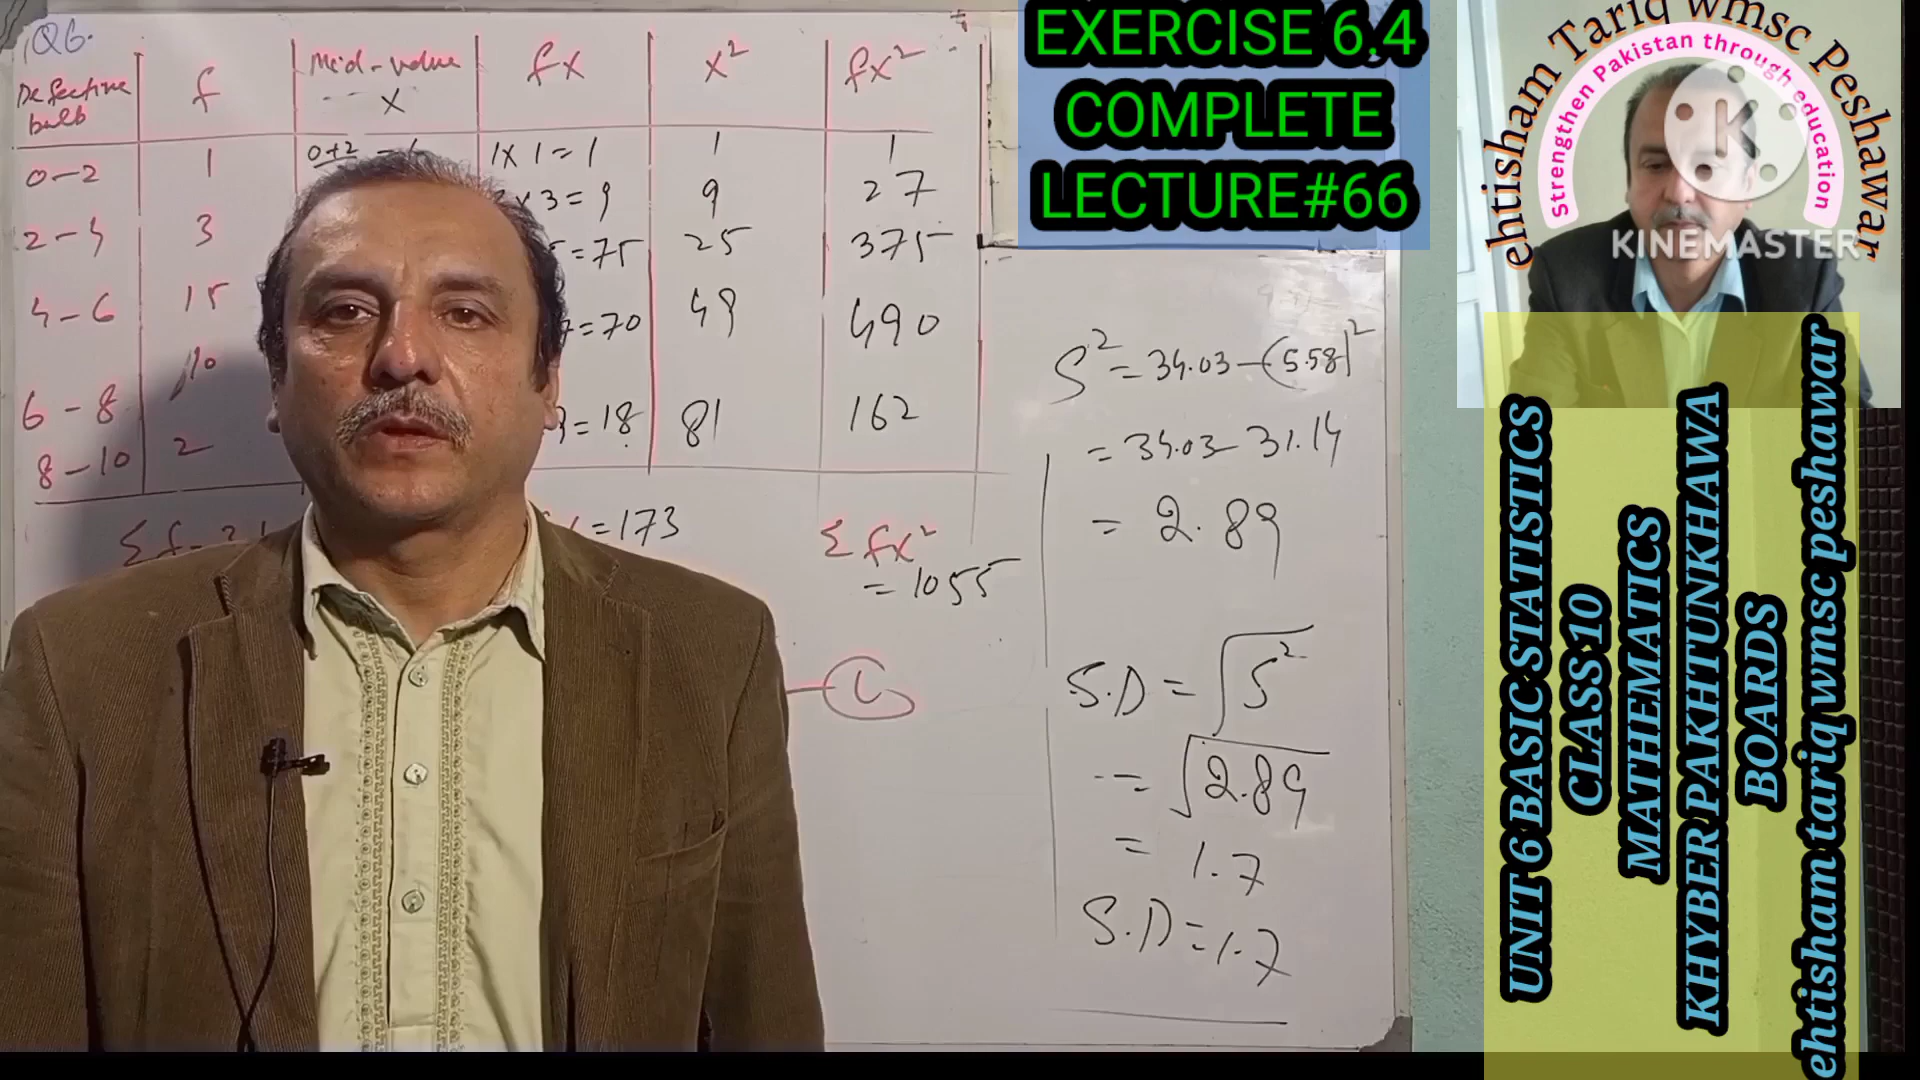 Q6.
Defective bulb
f
Mid-value x
fx
x²
fx²
0-2 1 0+2 1x1=1 1 1
2-4 3 x3=9 9 27
4-6 15 =75 25 375
6-8 10 7=70 49 490
8-10 2 =18 81 162
Σf =173
Σfx²
=1055
S²=34.03-(5.58)²
=34.03-31.14
=2.89
S.D=√S²
=√2.89
=1.7
S.D=1.7
EXERCISE 6.4
COMPLETE
LECTURE#66
ehtisham Tariq wmsc Peshawar
Strengthen Pakistan through education
K
KINEMASTER
UNIT 6 BASIC STATISTICS
CLASS 10
MATHEMATICS
KHYBER PAKHTUNKHAWA
BOARDS
ehtisham tariq wmsc peshawar